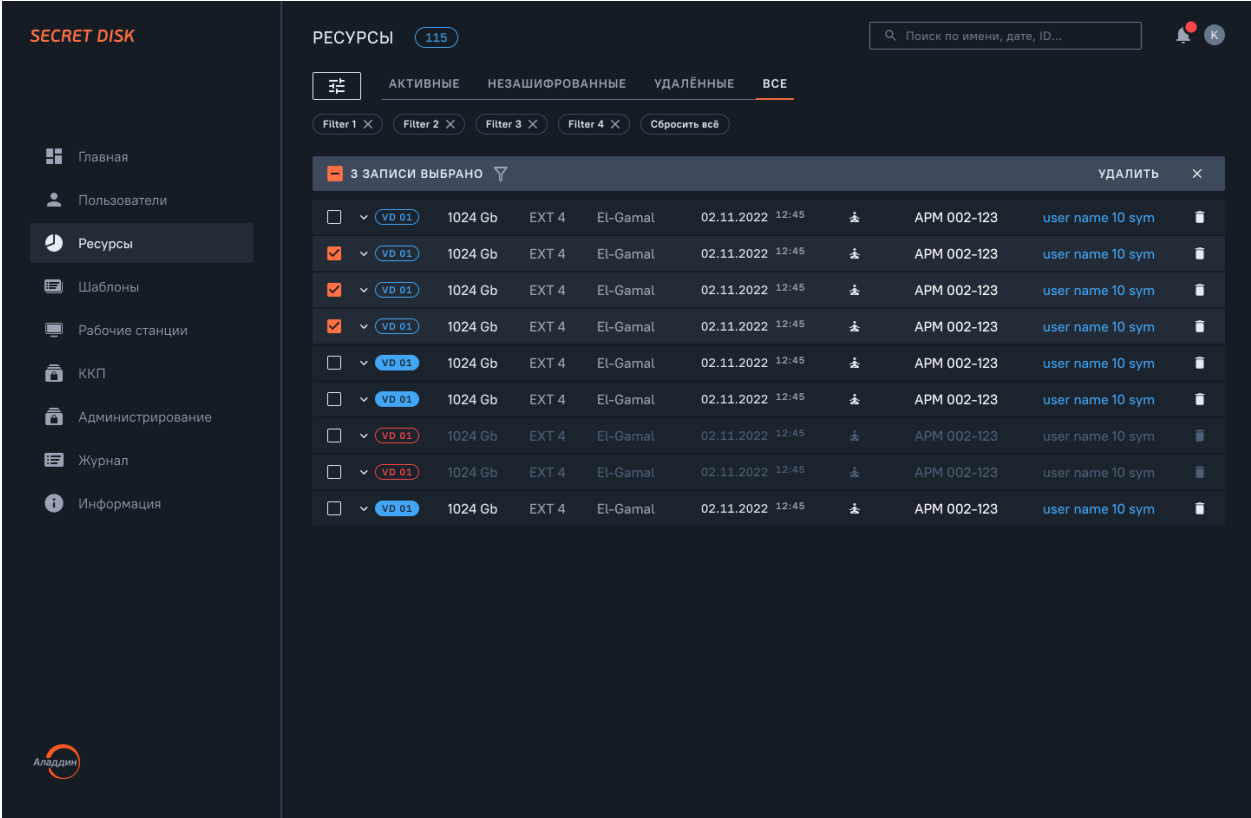 SECRET DISK
РЕСУРСЫ 115
Поиск по имени, дате, ID...
K
АКТИВНЫЕ НЕЗАШИФРОВАННЫЕ УДАЛЁННЫЕ ВСЕ
Filter 1 Filter 2 Filter 3 Filter 4 Сбросить всё
Главная
Пользователи
Ресурсы
Шаблоны
Рабочие станции
ККП
Администрирование
Журнал
Информация
3 ЗАПИСИ ВЫБРАНО УДАЛИТЬ
VD 01 1024 Gb EXT 4 El-Gamal 02.11.2022 12:45 АРМ 002-123 user name 10 sym
VD 01 1024 Gb EXT 4 El-Gamal 02.11.2022 12:45 АРМ 002-123 user name 10 sym
VD 01 1024 Gb EXT 4 El-Gamal 02.11.2022 12:45 АРМ 002-123 user name 10 sym
VD 01 1024 Gb EXT 4 El-Gamal 02.11.2022 12:45 АРМ 002-123 user name 10 sym
VD 01 1024 Gb EXT 4 El-Gamal 02.11.2022 12:45 АРМ 002-123 user name 10 sym
VD 01 1024 Gb EXT 4 El-Gamal 02.11.2022 12:45 АРМ 002-123 user name 10 sym
VD 01 1024 Gb EXT 4 El-Gamal 02.11.2022 12:45 АРМ 002-123 user name 10 sym
VD 01 1024 Gb EXT 4 El-Gamal 02.11.2022 12:45 АРМ 002-123 user name 10 sym
VD 01 1024 Gb EXT 4 El-Gamal 02.11.2022 12:45 АРМ 002-123 user name 10 sym
Аладдин